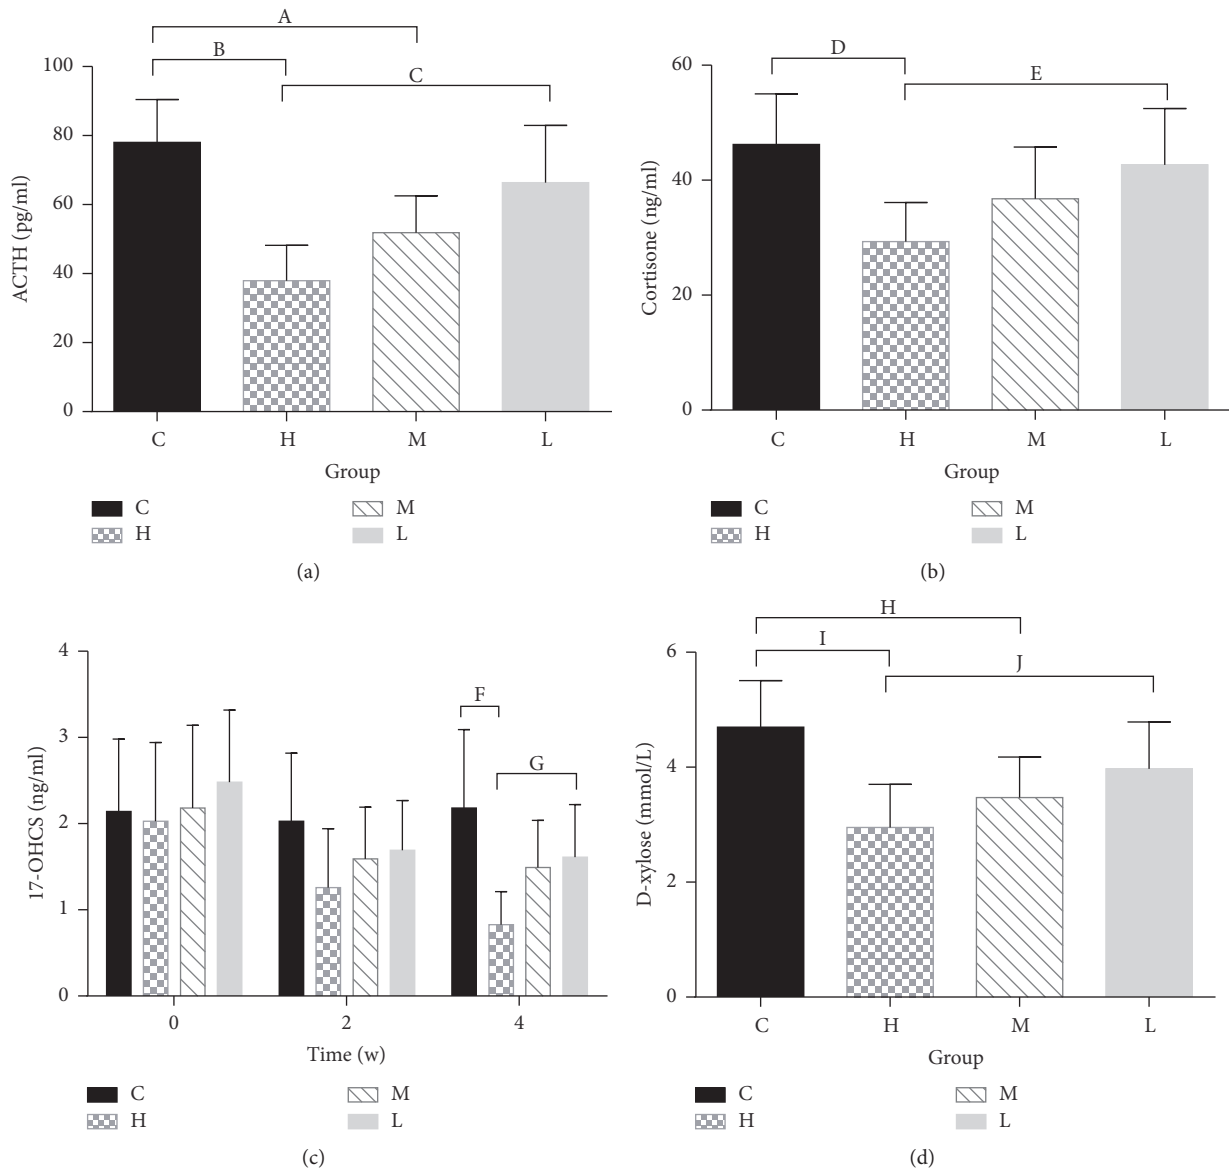 A
B
C
100
80
60
40
20
0
ACTH (pg/ml)
C H M L
Group
C M
H L
(a)
D
E
60
40
20
0
Cortisone (ng/ml)
C H M L
Group
C M
H L
(b)
F
G
4
3
2
1
0
17-OHCS (ng/ml)
0 2 4
Time (w)
C M
H L
(c)
H
I
J
6
4
2
0
D-xylose (mmol/L)
C H M L
Group
C M
H L
(d)